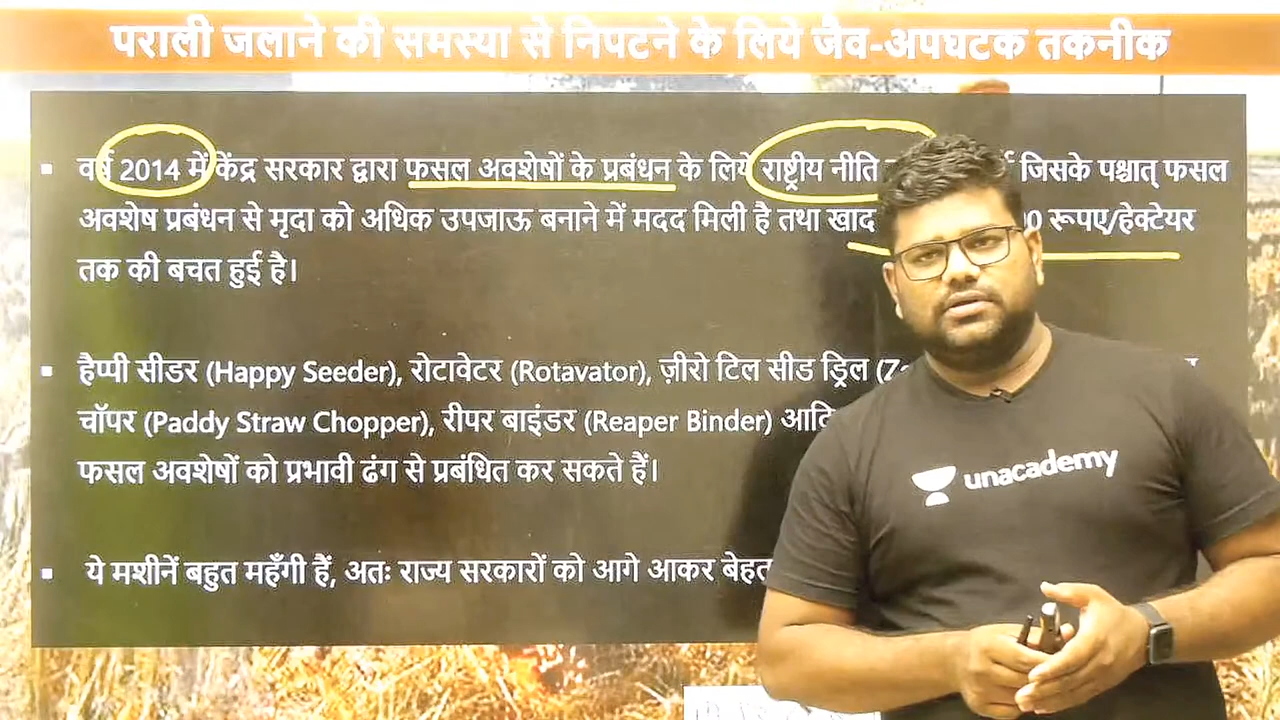 पराली जलाने की समस्या से निपटने के लिये जैव-अपघटक तकनीक
▪ वर्ष 2014 में केंद्र सरकार द्वारा फसल अवशेषों के प्रबंधन के लिये राष्ट्रीय नीति जिसके पश्चात् फसल
अवशेष प्रबंधन से मृदा को अधिक उपजाऊ बनाने में मदद मिली है तथा खाद रूपए/हेक्टेयर
तक की बचत हुई है।
▪ हैप्पी सीडर (Happy Seeder), रोटावेटर (Rotavator), ज़ीरो टिल सीड ड्रिल
चॉपर (Paddy Straw Chopper), रीपर बाइंडर (Reaper Binder)
फसल अवशेषों को प्रभावी ढंग से प्रबंधित कर सकते हैं।
▪ ये मशीनें बहुत महँगी हैं, अतः राज्य सरकारों को आगे आकर
unacademy